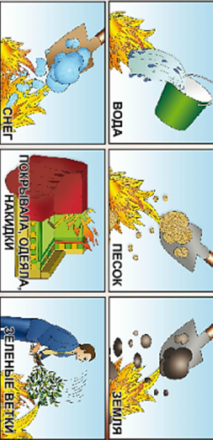 ВОДА
ПЕСОК
ЗЕМЛЯ
СНЕГ
ПОКРЫВАЛА, ОДЕЯЛА,
НАКИДКИ
ЗЕЛЕНЫЕ ВЕТКИ